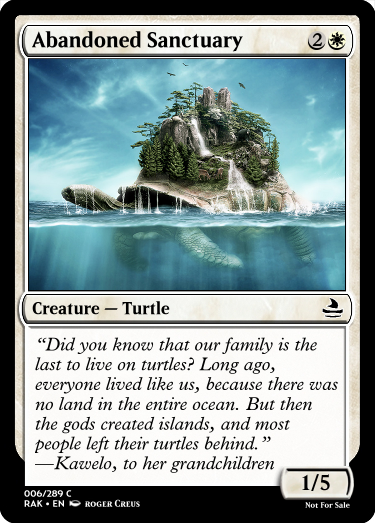 Abandoned Sanctuary 2
Creature — Turtle
“Did you know that our family is the
last to live on turtles? Long ago,
everyone lived like us, because there was
no land in the entire ocean. But then
the gods created islands, and most
people left their turtles behind.”
—Kawelo, to her grandchildren
1/5
006/289 C
RAK • EN ROGER CREUS
Not For Sale